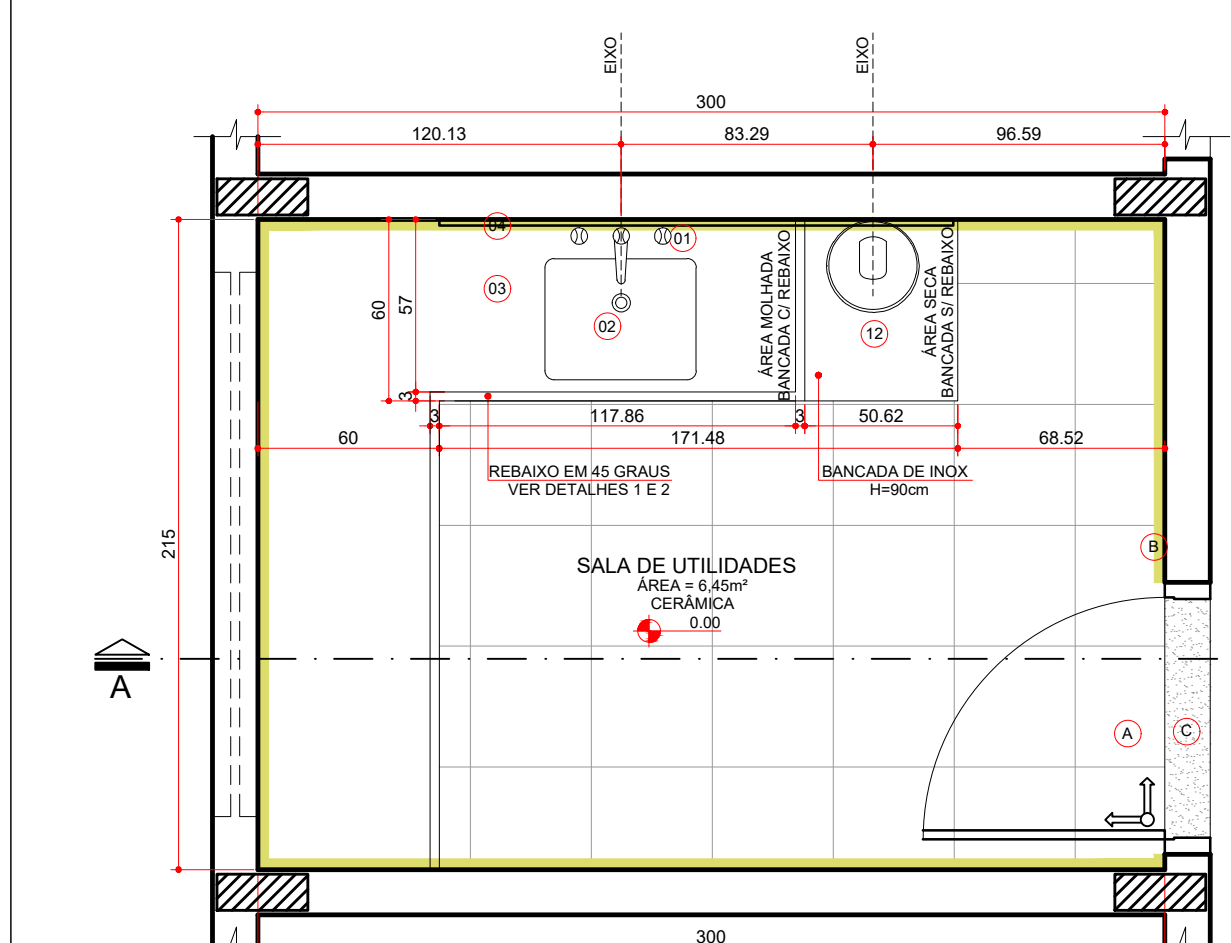 EIXO
EIXO
300
120.13
83.29
96.59
04
01
03
02
12
60
57
3
ÁREA MOLHADA
BANCADA C/ REBAIXO
ÁREA SECA
BANCADA S/ REBAIXO
3
117.86
3
50.62
60
171.48
68.52
REBAIXO EM 45 GRAUS
VER DETALHES 1 E 2
BANCADA DE INOX
H=90cm
215
B
SALA DE UTILIDADES
ÁREA = 6,45m²
CERÂMICA
0.00
A
A
C
300